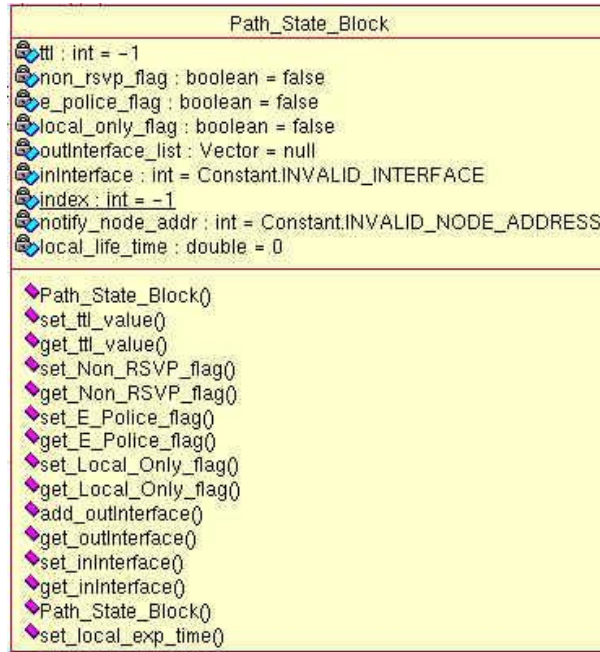 Path_State_Block
ttl : int = -1
non_rsvp_flag : boolean = false
e_police_flag : boolean = false
local_only_flag : boolean = false
outInterface_list : Vector = null
inInterface : int = Constant.INVALID_INTERFACE
index : int = -1
notify_node_addr : int = Constant.INVALID_NODE_ADDRESS
local_life_time : double = 0
Path_State_Block()
set_ttl_value()
get_ttl_value()
set_Non_RSVP_flag()
get_Non_RSVP_flag()
set_E_Police_flag()
get_E_Police_flag()
set_Local_Only_flag()
get_Local_Only_flag()
add_outInterface()
get_outInterface()
set_inInterface()
get_inInterface()
Path_State_Block()
set_local_exp_time()